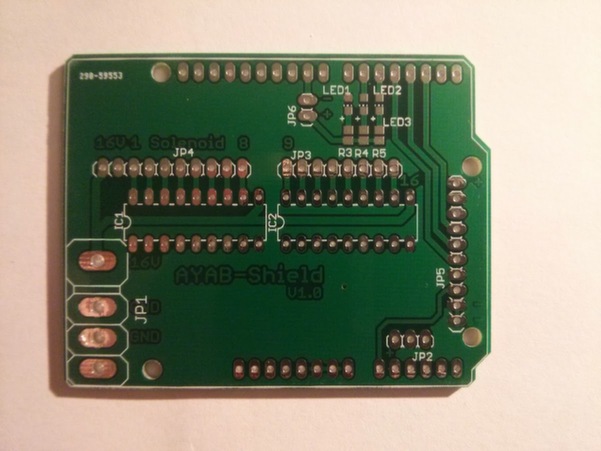 290-59553
LED1 LED2
JP6
LED3
16V 1 Solenoid 8 9
JP4 JP3 R3 R4 R5
16
IC1 IC2
16V
AYAB-Shield
V1.0
JP1
GND
JP5
JP2